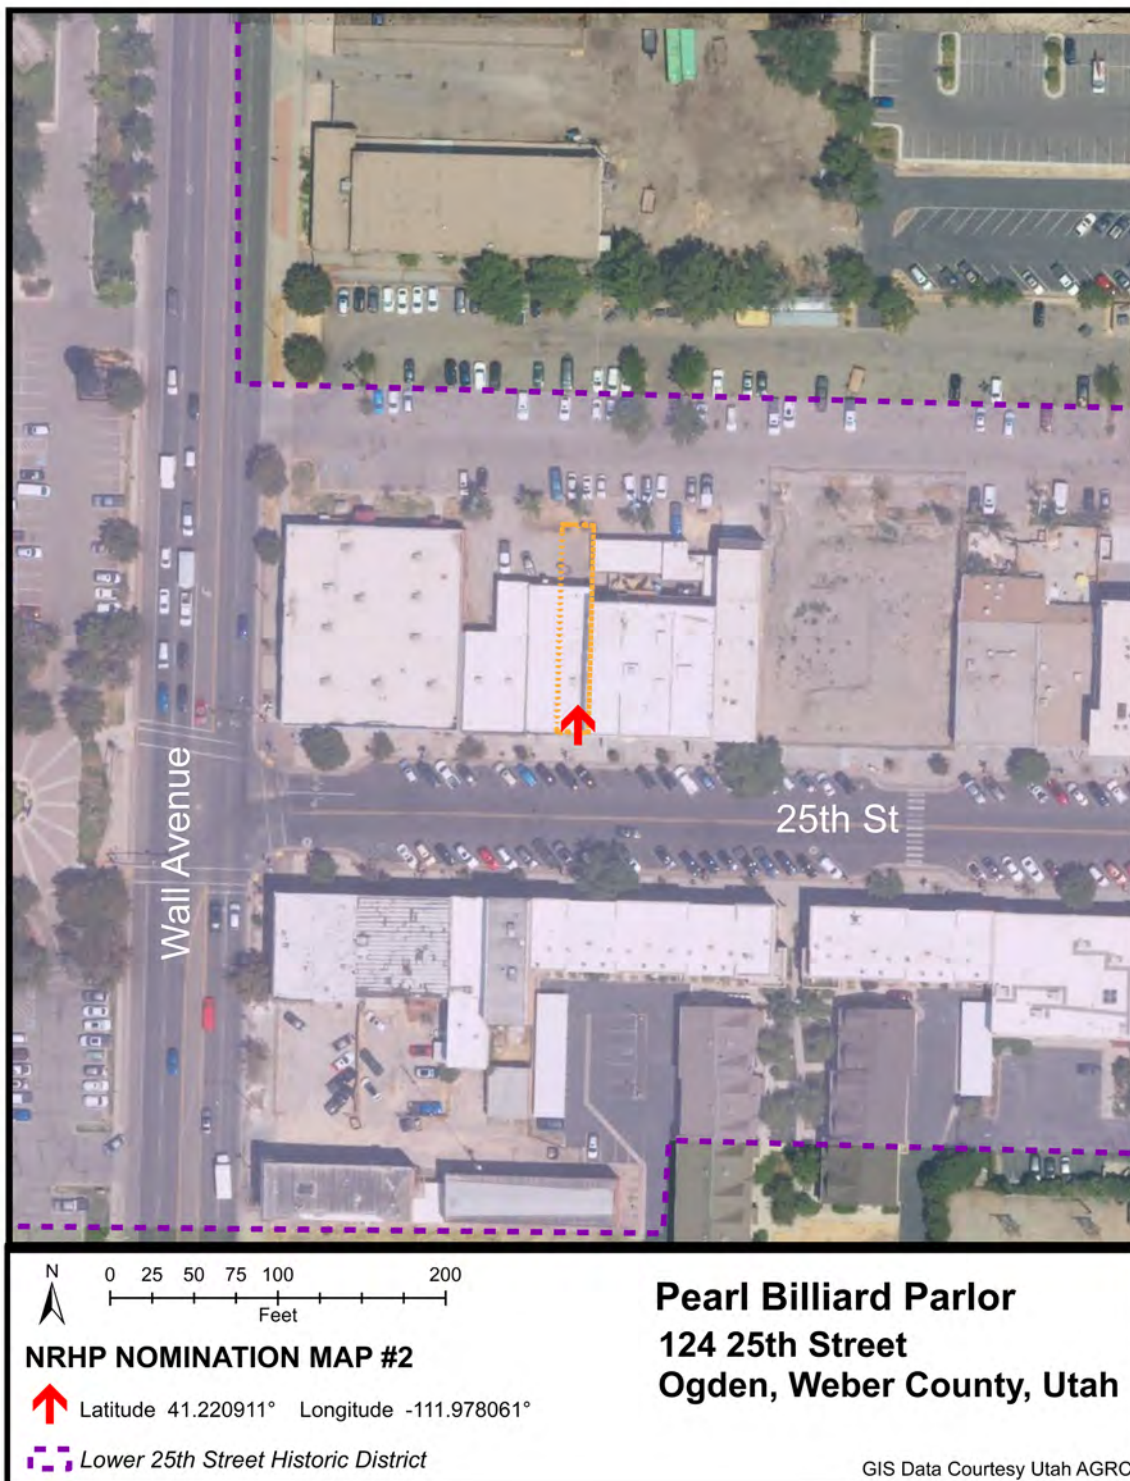 Wall Avenue
25th St
N
0 25 50 75 100 200
Feet
NRHP NOMINATION MAP #2
Latitude 41.220911° Longitude -111.978061°
Lower 25th Street Historic District
Pearl Billiard Parlor
124 25th Street
Ogden, Weber County, Utah
GIS Data Courtesy Utah AGRC